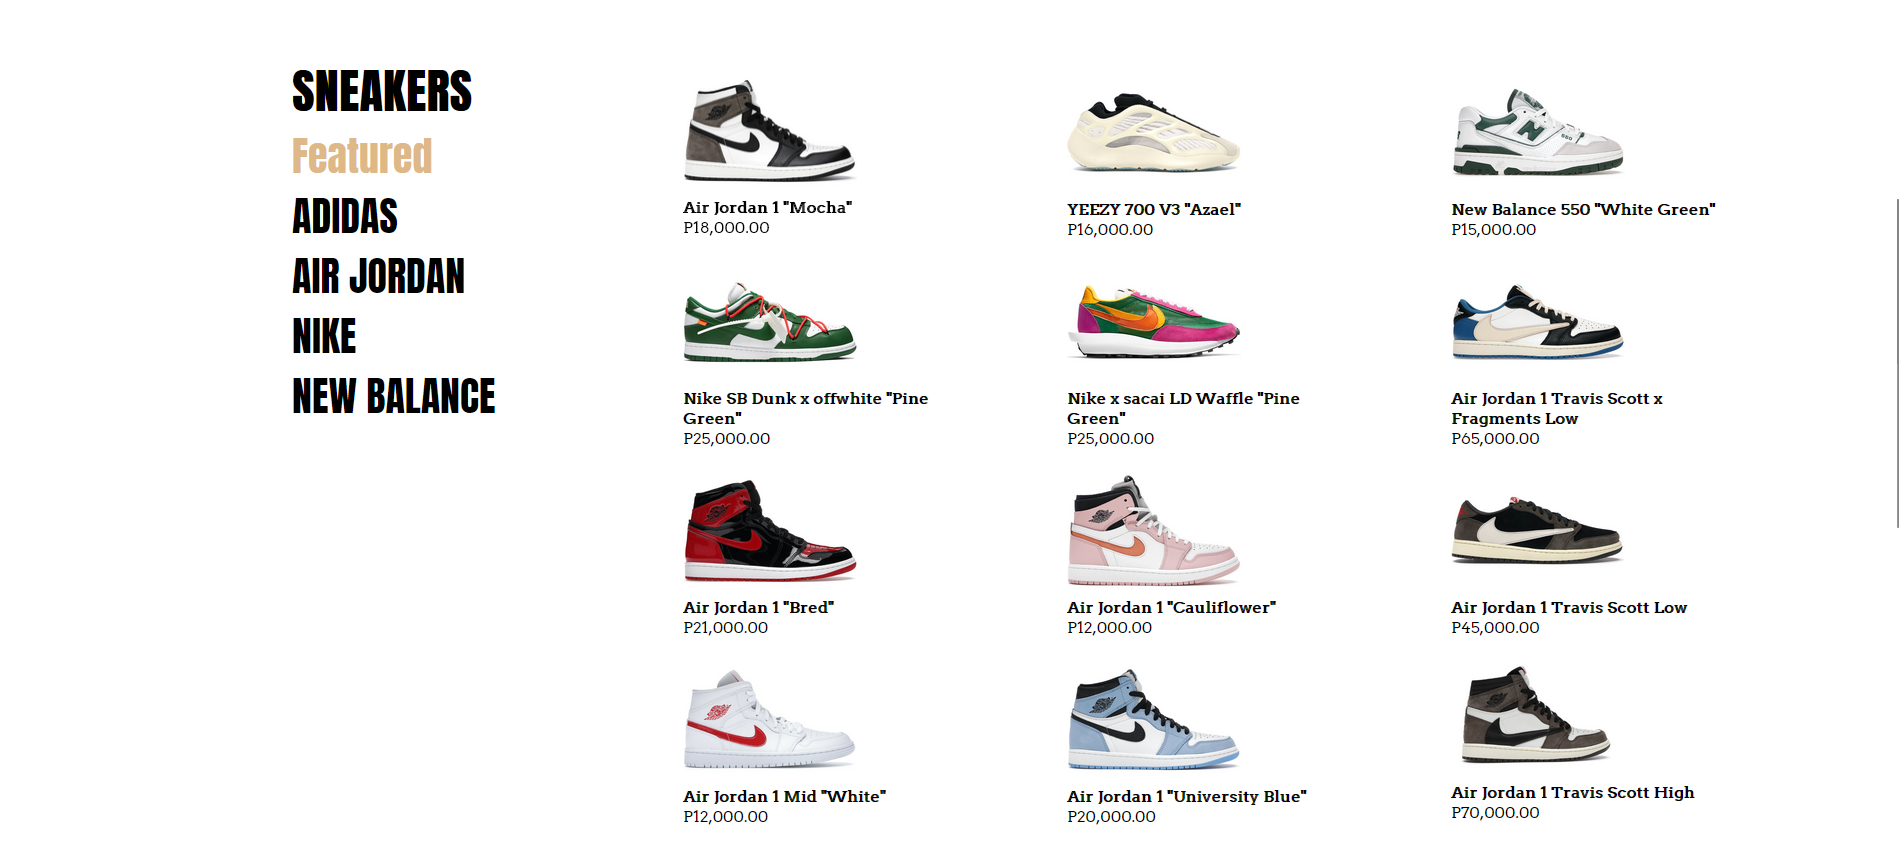 SNEAKERS
Featured
ADIDAS
AIR JORDAN
NIKE
NEW BALANCE
Air Jordan 1 "Mocha"
P18,000.00
YEEZY 700 V3 "Azael"
P16,000.00
New Balance 550 "White Green"
P15,000.00
Nike SB Dunk x offwhite "Pine
Green"
P25,000.00
Nike x sacai LD Waffle "Pine
Green"
P25,000.00
Air Jordan 1 Travis Scott x
Fragments Low
P65,000.00
Air Jordan 1 "Bred"
P21,000.00
Air Jordan 1 "Cauliflower"
P12,000.00
Air Jordan 1 Travis Scott Low
P45,000.00
Air Jordan 1 Mid "White"
P12,000.00
Air Jordan 1 "University Blue"
P20,000.00
Air Jordan 1 Travis Scott High
P70,000.00